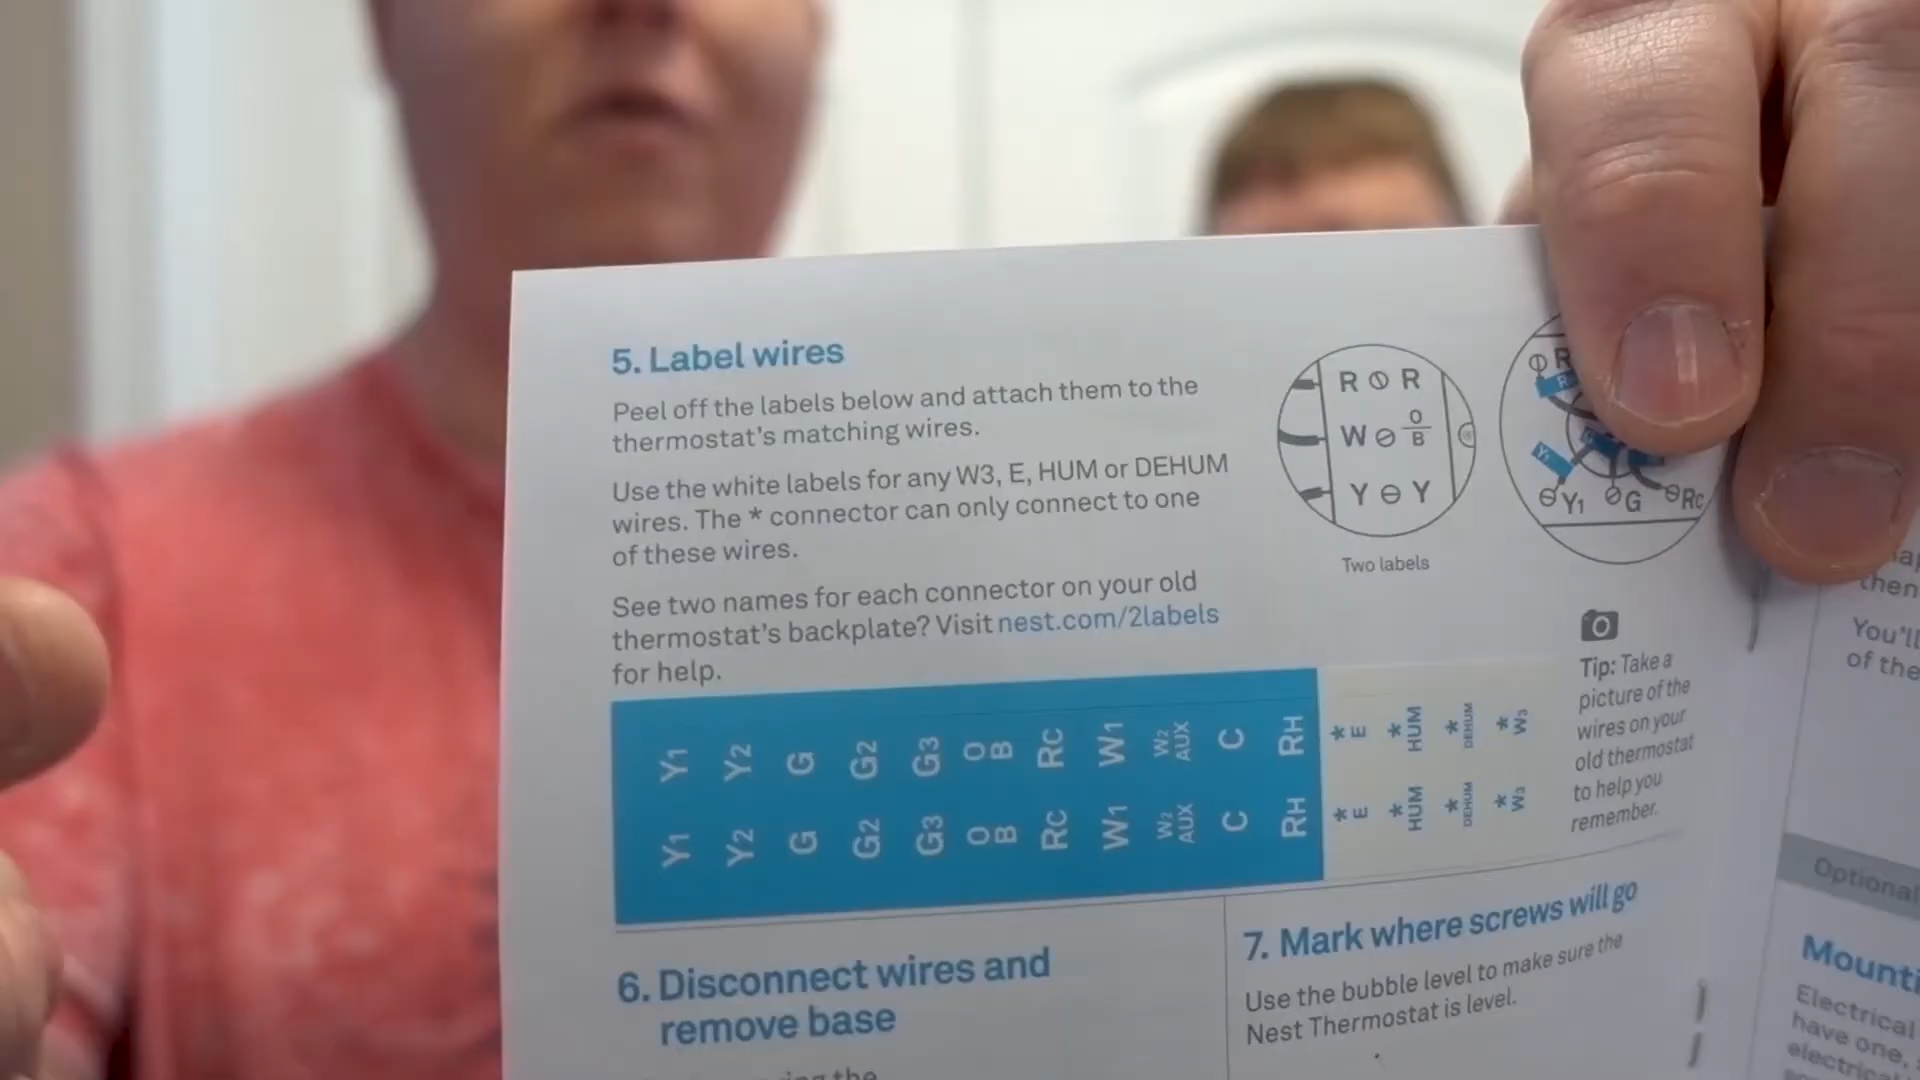 5. Label wires
Peel off the labels below and attach them to the
thermostat's matching wires.
Use the white labels for any W3, E, HUM or DEHUM
wires. The * connector can only connect to one
of these wires.
See two names for each connector on your old
thermostat's backplate? Visit nest.com/2labels
for help.
R R
W O/B
Y Y
Two labels
R
R
Y1
Y1 G Rc
Tip: Take a
picture of the
wires on your
old thermostat
to help you
remember.
Y1 Y2 G G2 G3 O B RC W1 W2 AUX C RH * E * HUM * DEHUM * W3
Y1 Y2 G G2 G3 O B RC W1 W2 AUX C RH * E * HUM * DEHUM * W3
6. Disconnect wires and
remove base
the
7. Mark where screws will go
Use the bubble level to make sure the
Nest Thermostat is level.
then
You'll
of the
Optional
Mounti
Electrical
have one,
electric